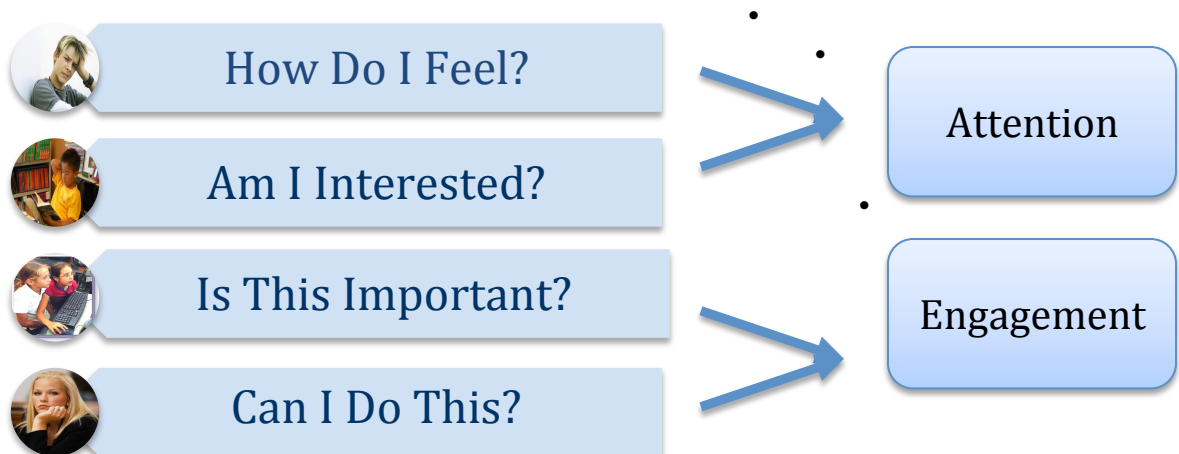 How Do I Feel?
Am I Interested?
Is This Important?
Can I Do This?
Attention
Engagement